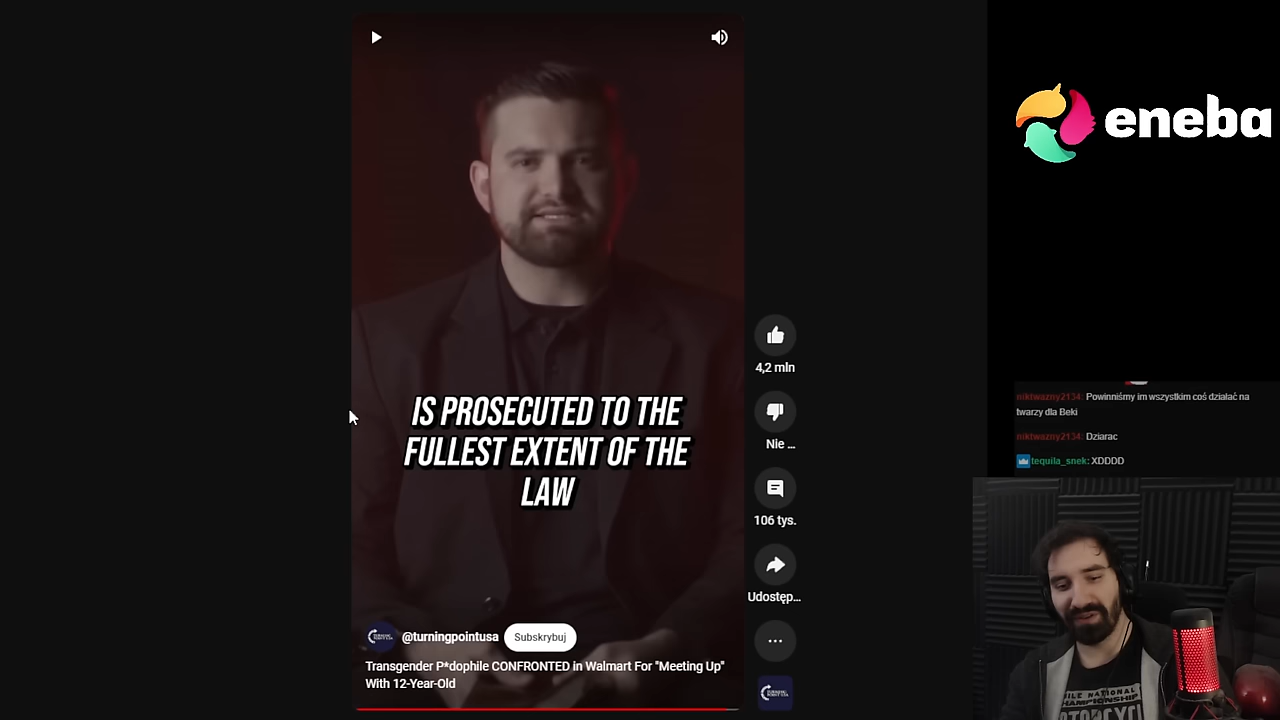 eneba
niktwazny2134: Powinniśmy im wszystkim coś działać na
twarzy dla Beki
niktwazny2134: Dziarac
tequila_snek: XDDDD
IS PROSECUTED TO THE
FULLEST EXTENT OF THE
LAW
4,2 mln
Nie ...
106 tys.
Udostęp...
@turningpointusa
Subskrybuj
Transgender P*dophile CONFRONTED in Walmart For "Meeting Up"
With 12-Year-Old